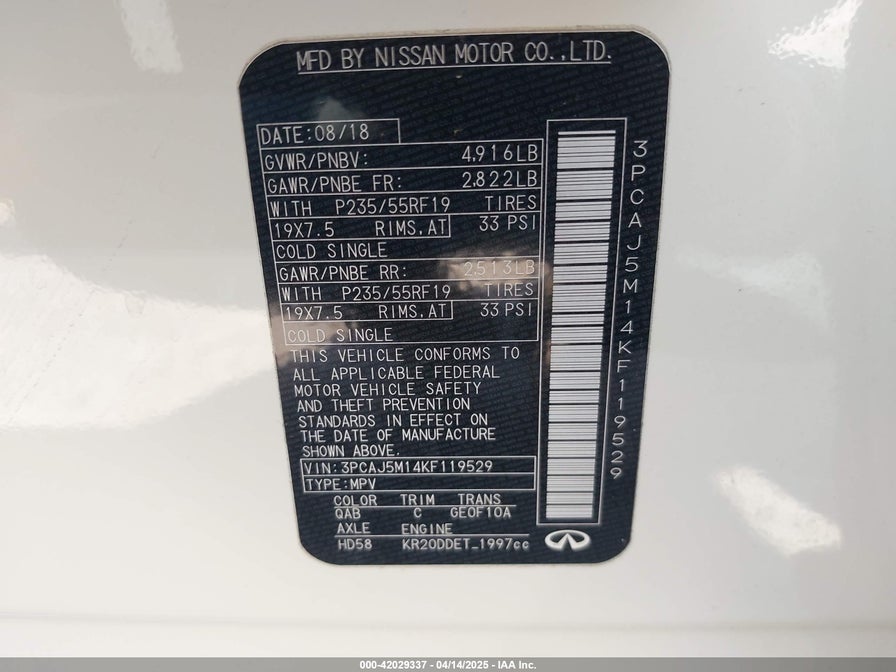 MFD BY NISSAN MOTOR CO.,LTD.
DATE:08/18
GVWR/PNBV: 4,916LB
GAWR/PNBE FR: 2,822LB
WITH P235/55RF19 TIRES
19X7.5 RIMS,AT 33 PSI
COLD SINGLE
GAWR/PNBE RR: 2,513LB
WITH P235/55RF19 TIRES
19X7.5 RIMS,AT 33 PSI
COLD SINGLE
THIS VEHICLE CONFORMS TO
ALL APPLICABLE FEDERAL
MOTOR VEHICLE SAFETY
AND THEFT PREVENTION
STANDARDS IN EFFECT ON
THE DATE OF MANUFACTURE
SHOWN ABOVE.
VIN:3PCAJ5M14KF119529
TYPE:MPV
COLOR TRIM TRANS
QAB C GE0F10A
AXLE ENGINE
HD58 KR20DDET_1997cc
3PCAJ5M14KF119529
000-42029337 - 04/14/2025 - IAA Inc.